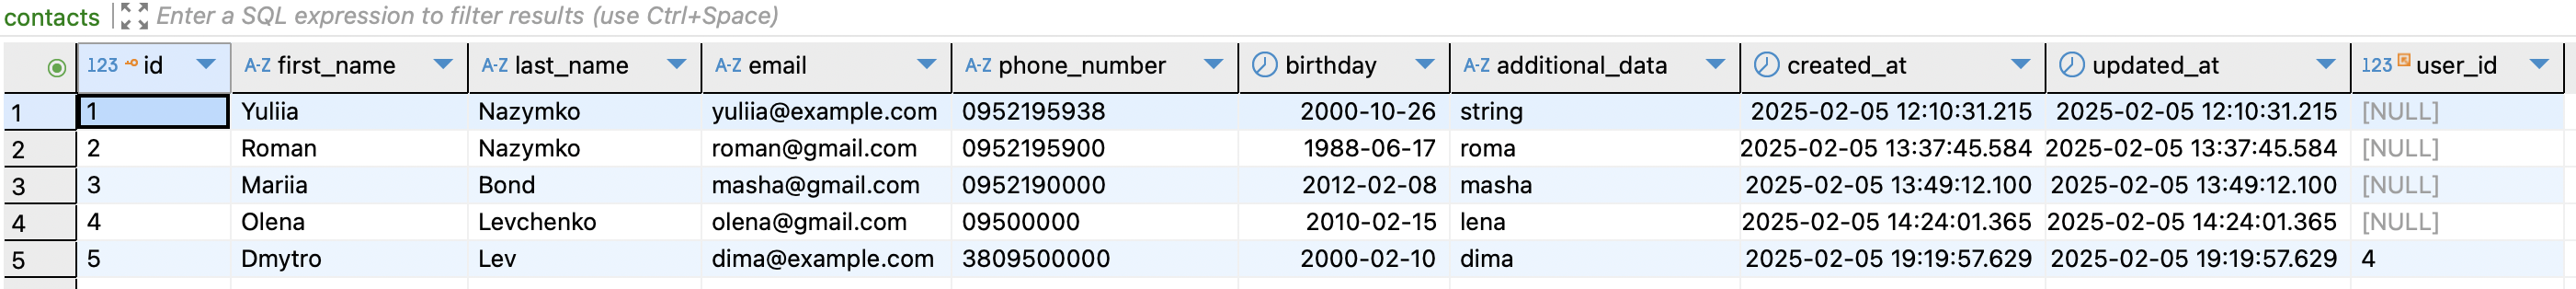 contacts Enter a SQL expression to filter results (use Ctrl+Space)
123 id A-Z first_name A-Z last_name A-Z email A-Z phone_number birthday A-Z additional_data created_at updated_at 123 user_id
1 1 Yuliia Nazymko yuliia@example.com 0952195938 2000-10-26 string 2025-02-05 12:10:31.215 2025-02-05 12:10:31.215 [NULL]
2 2 Roman Nazymko roman@gmail.com 0952195900 1988-06-17 roma 2025-02-05 13:37:45.584 2025-02-05 13:37:45.584 [NULL]
3 3 Mariia Bond masha@gmail.com 0952190000 2012-02-08 masha 2025-02-05 13:49:12.100 2025-02-05 13:49:12.100 [NULL]
4 4 Olena Levchenko olena@gmail.com 09500000 2010-02-15 lena 2025-02-05 14:24:01.365 2025-02-05 14:24:01.365 [NULL]
5 5 Dmytro Lev dima@example.com 3809500000 2000-02-10 dima 2025-02-05 19:19:57.629 2025-02-05 19:19:57.629 4